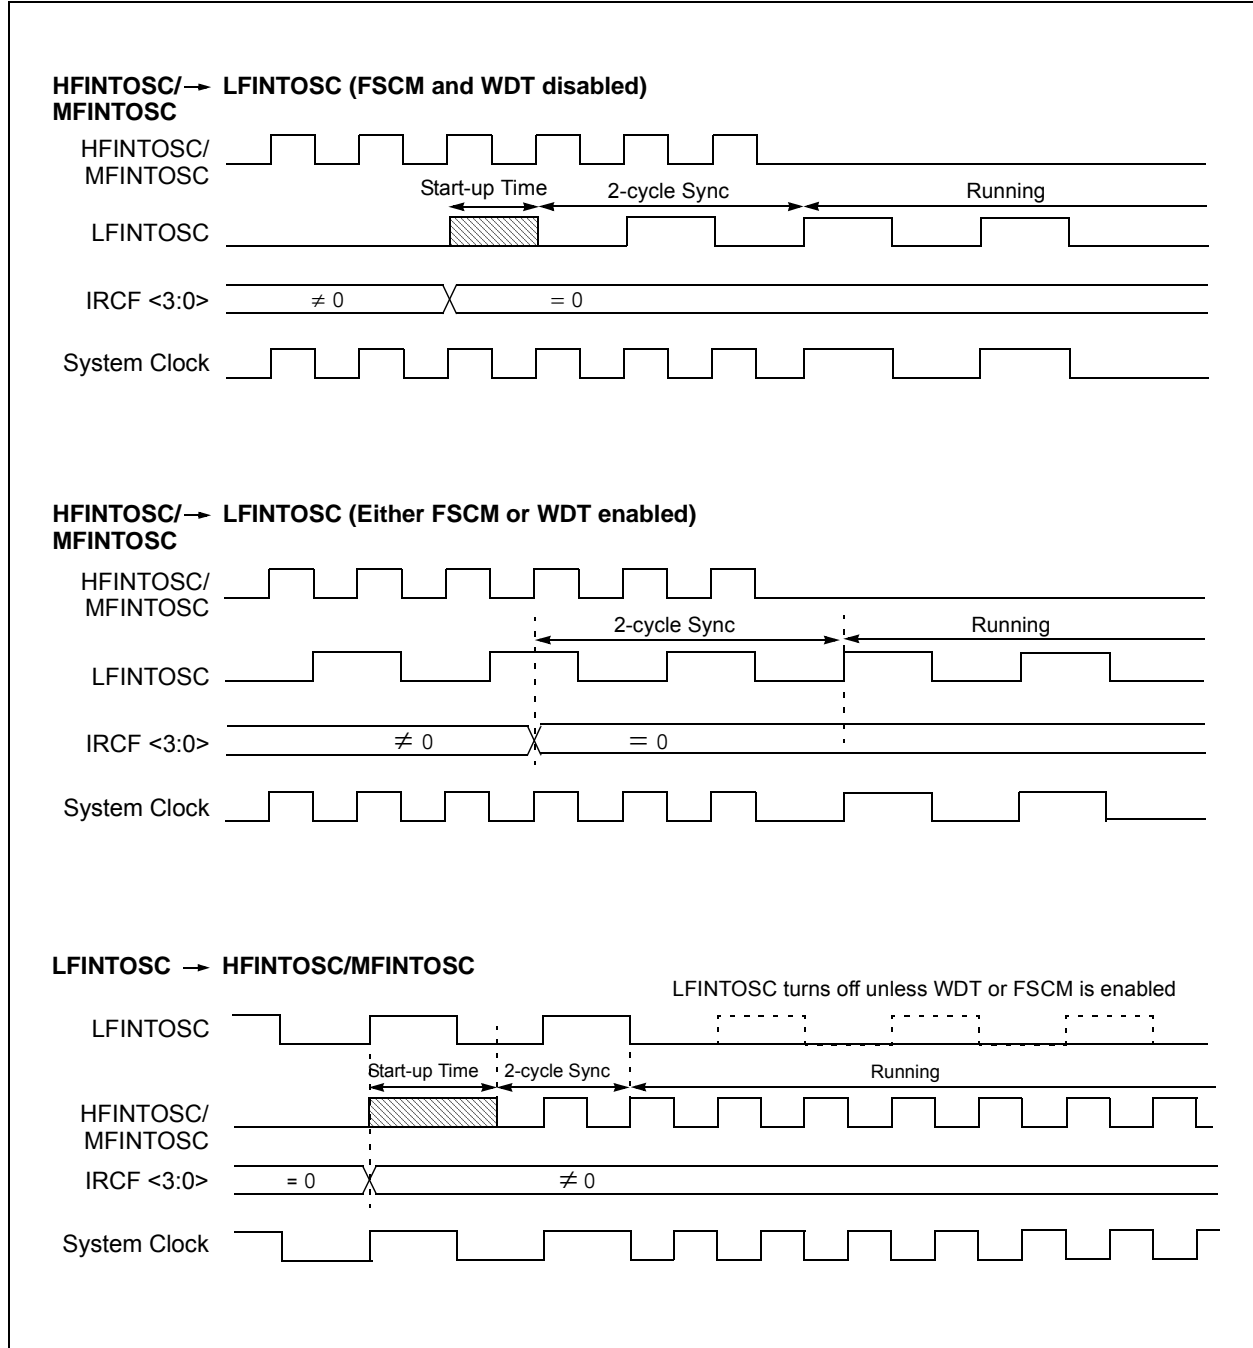 HFINTOSC/→ LFINTOSC (FSCM and WDT disabled)
MFINTOSC
HFINTOSC/
MFINTOSC
Start-up Time 2-cycle Sync Running
LFINTOSC
IRCF <3:0> ≠ 0 = 0
System Clock
HFINTOSC/→ LFINTOSC (Either FSCM or WDT enabled)
MFINTOSC
HFINTOSC/
MFINTOSC
2-cycle Sync Running
LFINTOSC
IRCF <3:0> ≠ 0 = 0
System Clock
LFINTOSC → HFINTOSC/MFINTOSC
LFINTOSC turns off unless WDT or FSCM is enabled
LFINTOSC
Start-up Time 2-cycle Sync Running
HFINTOSC/
MFINTOSC
IRCF <3:0> = 0 ≠ 0
System Clock